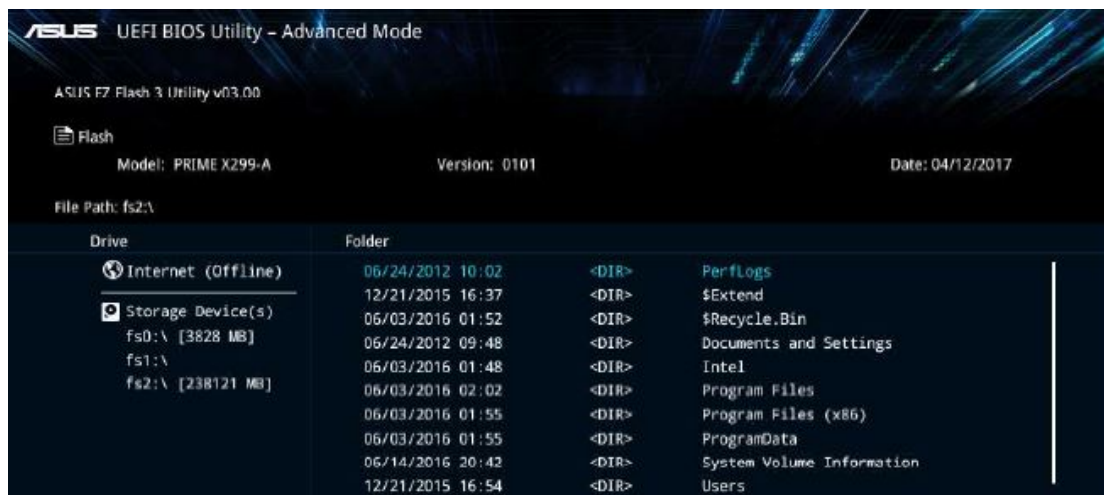 ASUS UEFI BIOS Utility – Advanced Mode
ASUS EZ Flash 3 Utility v03.00
Flash
Model: PRIME X299-A Version: 0101 Date: 04/12/2017
File Path: fs2:\
Drive Folder
Internet (Offline) 06/24/2012 10:02 <DIR> PerfLogs
12/21/2015 16:37 <DIR> $Extend
Storage Device(s) 06/03/2016 01:52 <DIR> $Recycle.Bin
fs0:\ [3828 MB] 06/24/2012 09:48 <DIR> Documents and Settings
fs1:\ 06/03/2016 01:48 <DIR> Intel
fs2:\ [238121 MB] 06/03/2016 02:02 <DIR> Program Files
06/03/2016 01:55 <DIR> Program Files (x86)
06/03/2016 01:55 <DIR> ProgramData
06/14/2016 20:42 <DIR> System Volume Information
12/21/2015 16:54 <DIR> Users